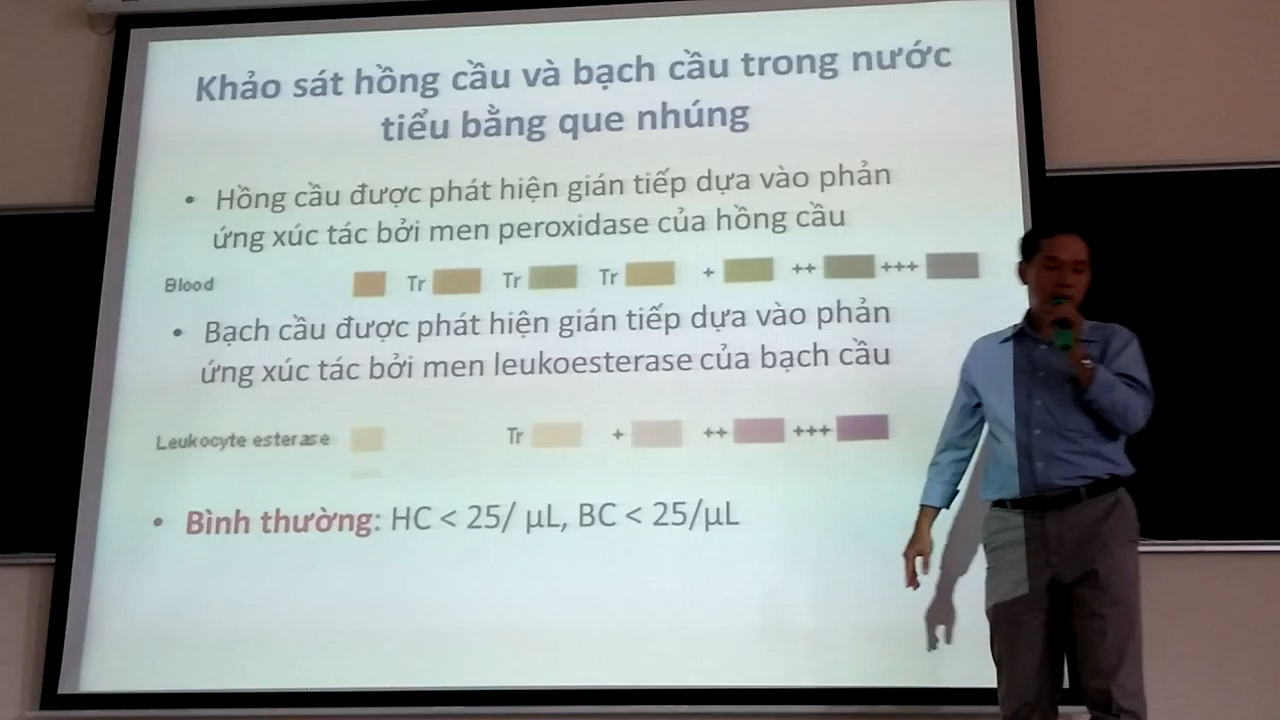 Khảo sát hồng cầu và bạch cầu trong nước
tiểu bằng que nhúng
• Hồng cầu được phát hiện gián tiếp dựa vào phản
ứng xúc tác bởi men peroxidase của hồng cầu
Blood Tr Tr Tr + ++ +++
• Bạch cầu được phát hiện gián tiếp dựa vào phản
ứng xúc tác bởi men leukoesterase của bạch cầu
Leukocyte esterase Tr + ++ +++
• Bình thường: HC < 25/ µL, BC < 25/µL